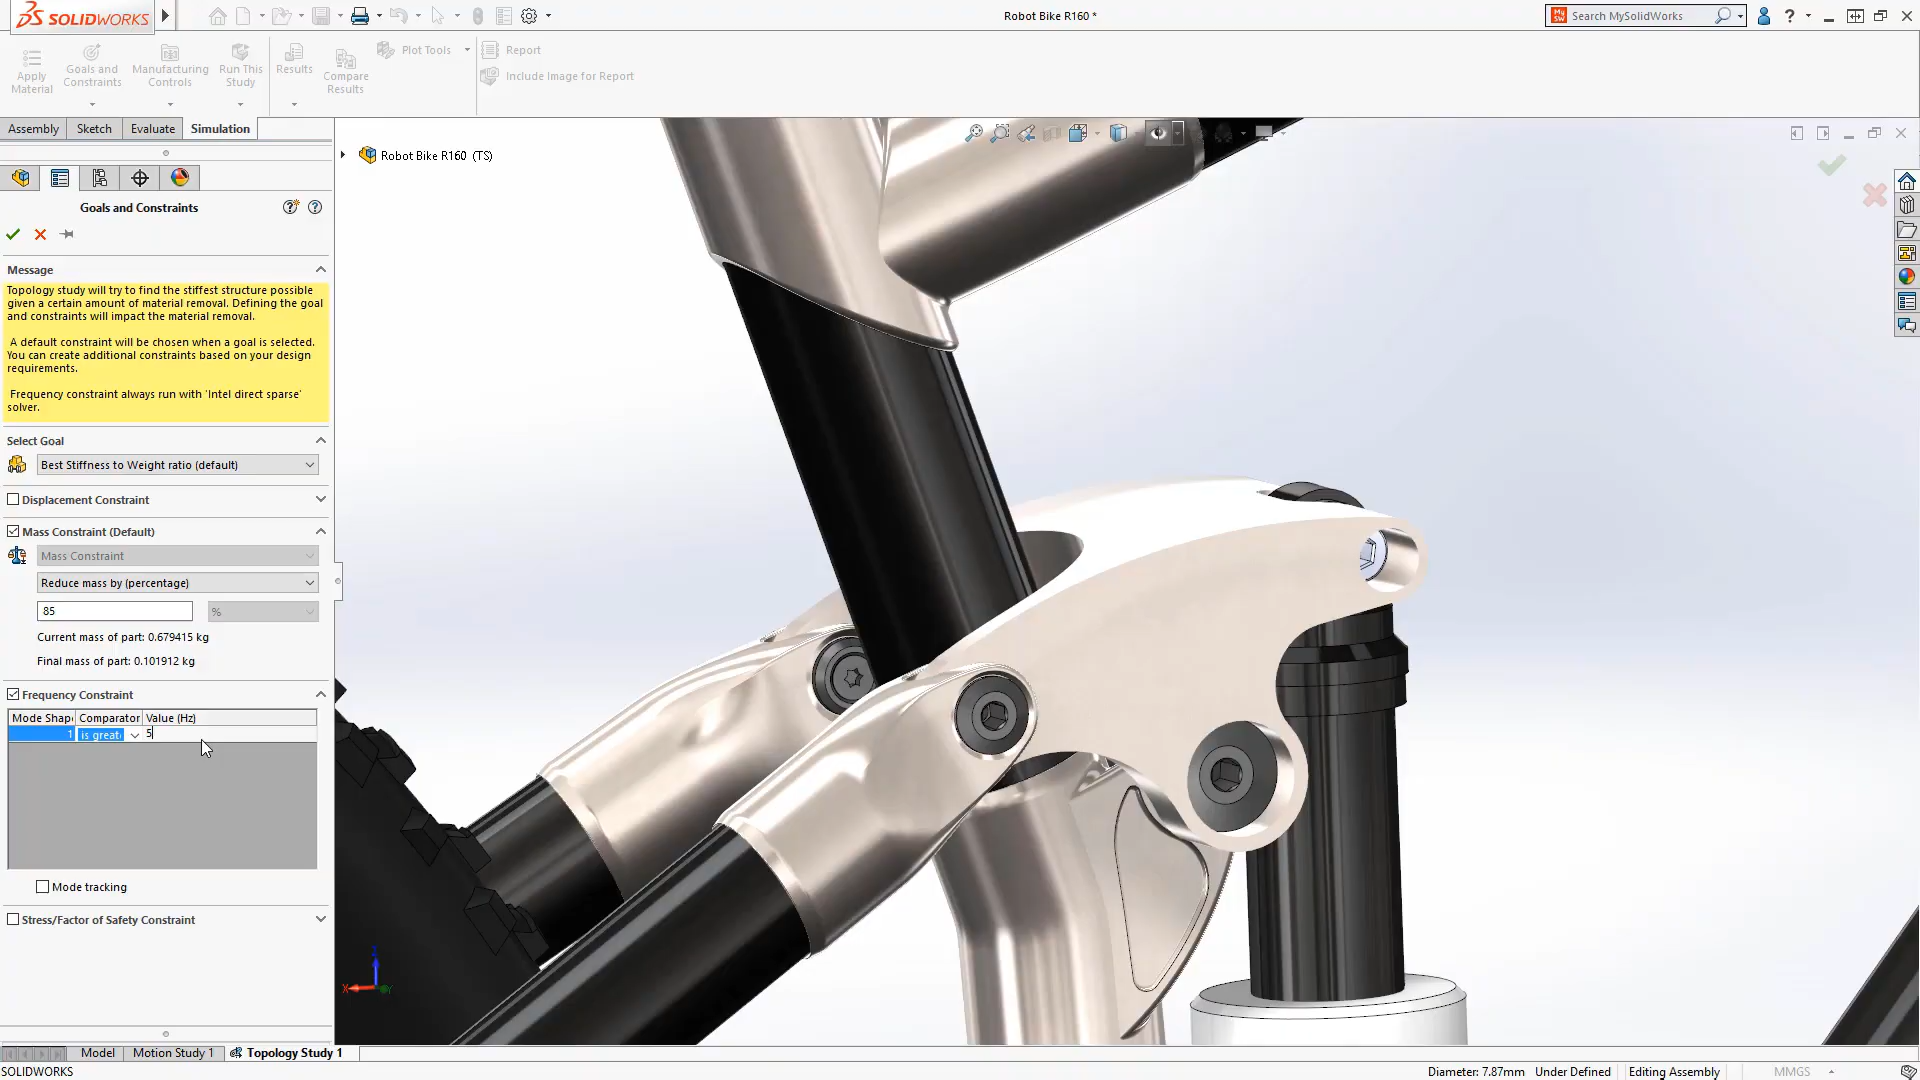 SOLIDWORKS
Robot Bike R160 *
Search MySolidWorks
Apply
Material
Goals and
Constraints
Manufacturing
Controls
Run This
Study
Results
Compare
Results
Plot Tools
Report
Include Image for Report
Assembly
Sketch
Evaluate
Simulation
Robot Bike R160 (TS)
Goals and Constraints
Message
Topology study will try to find the stiffest structure possible
given a certain amount of material removal. Defining the goal
and constraints will impact the material removal.
A default constraint will be chosen when a goal is selected.
You can create additional constraints based on your design
requirements.
Frequency constraint always run with 'Intel direct sparse'
solver.
Select Goal
Best Stiffness to Weight ratio (default)
Displacement Constraint
Mass Constraint (Default)
Mass Constraint
Reduce mass by (percentage)
85
%
Current mass of part: 0.679415 kg
Final mass of part: 0.101912 kg
Frequency Constraint
Mode Shap Comparator Value (Hz)
1 is great 5
Mode tracking
Stress/Factor of Safety Constraint
X
Model
Motion Study 1
Topology Study 1
SOLIDWORKS
Diameter: 7.87mm
Under Defined
Editing Assembly
MMGS